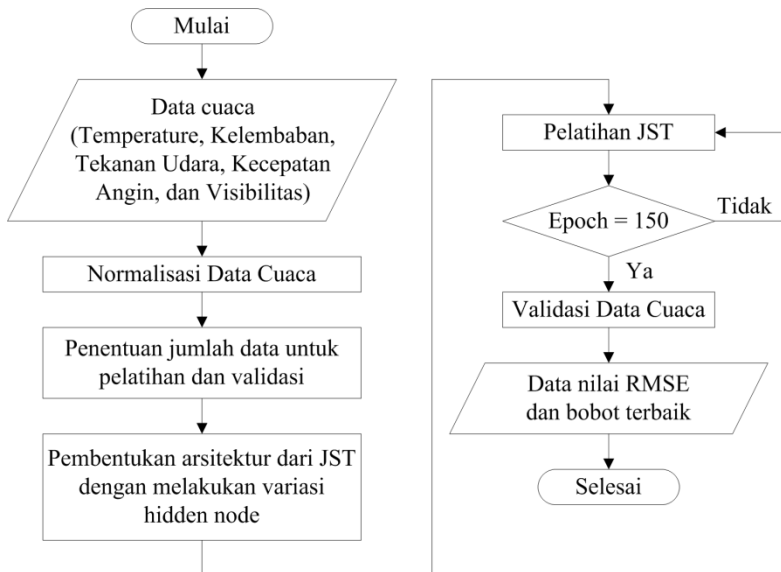 Mulai
Data cuaca
(Temperature, Kelembaban,
Tekanan Udara, Kecepatan
Angin, dan Visibilitas)
Normalisasi Data Cuaca
Penentuan jumlah data untuk
pelatihan dan validasi
Pembentukan arsitektur dari JST
dengan melakukan variasi
hidden node
Pelatihan JST
Epoch = 150
Tidak
Ya
Validasi Data Cuaca
Data nilai RMSE
dan bobot terbaik
Selesai